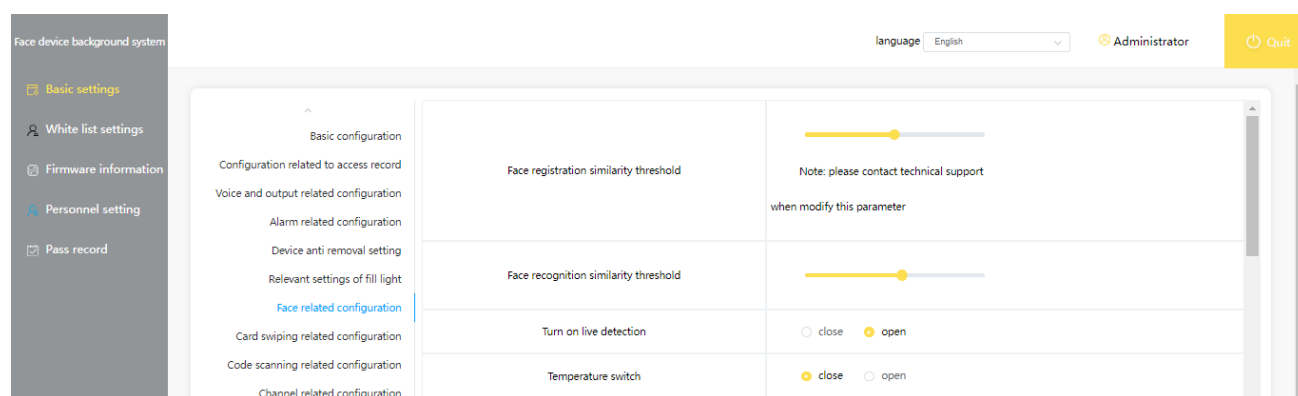 Face device background system
language English
Administrator
Quit
Basic settings
White list settings
Firmware information
Personnel setting
Pass record
Basic configuration
Configuration related to access record
Voice and output related configuration
Alarm related configuration
Device anti removal setting
Relevant settings of fill light
Face related configuration
Card swiping related configuration
Code scanning related configuration
Channel related configuration
Face registration similarity threshold
Note: please contact technical support
when modify this parameter
Face recognition similarity threshold
Turn on live detection
close open
Temperature switch
close open